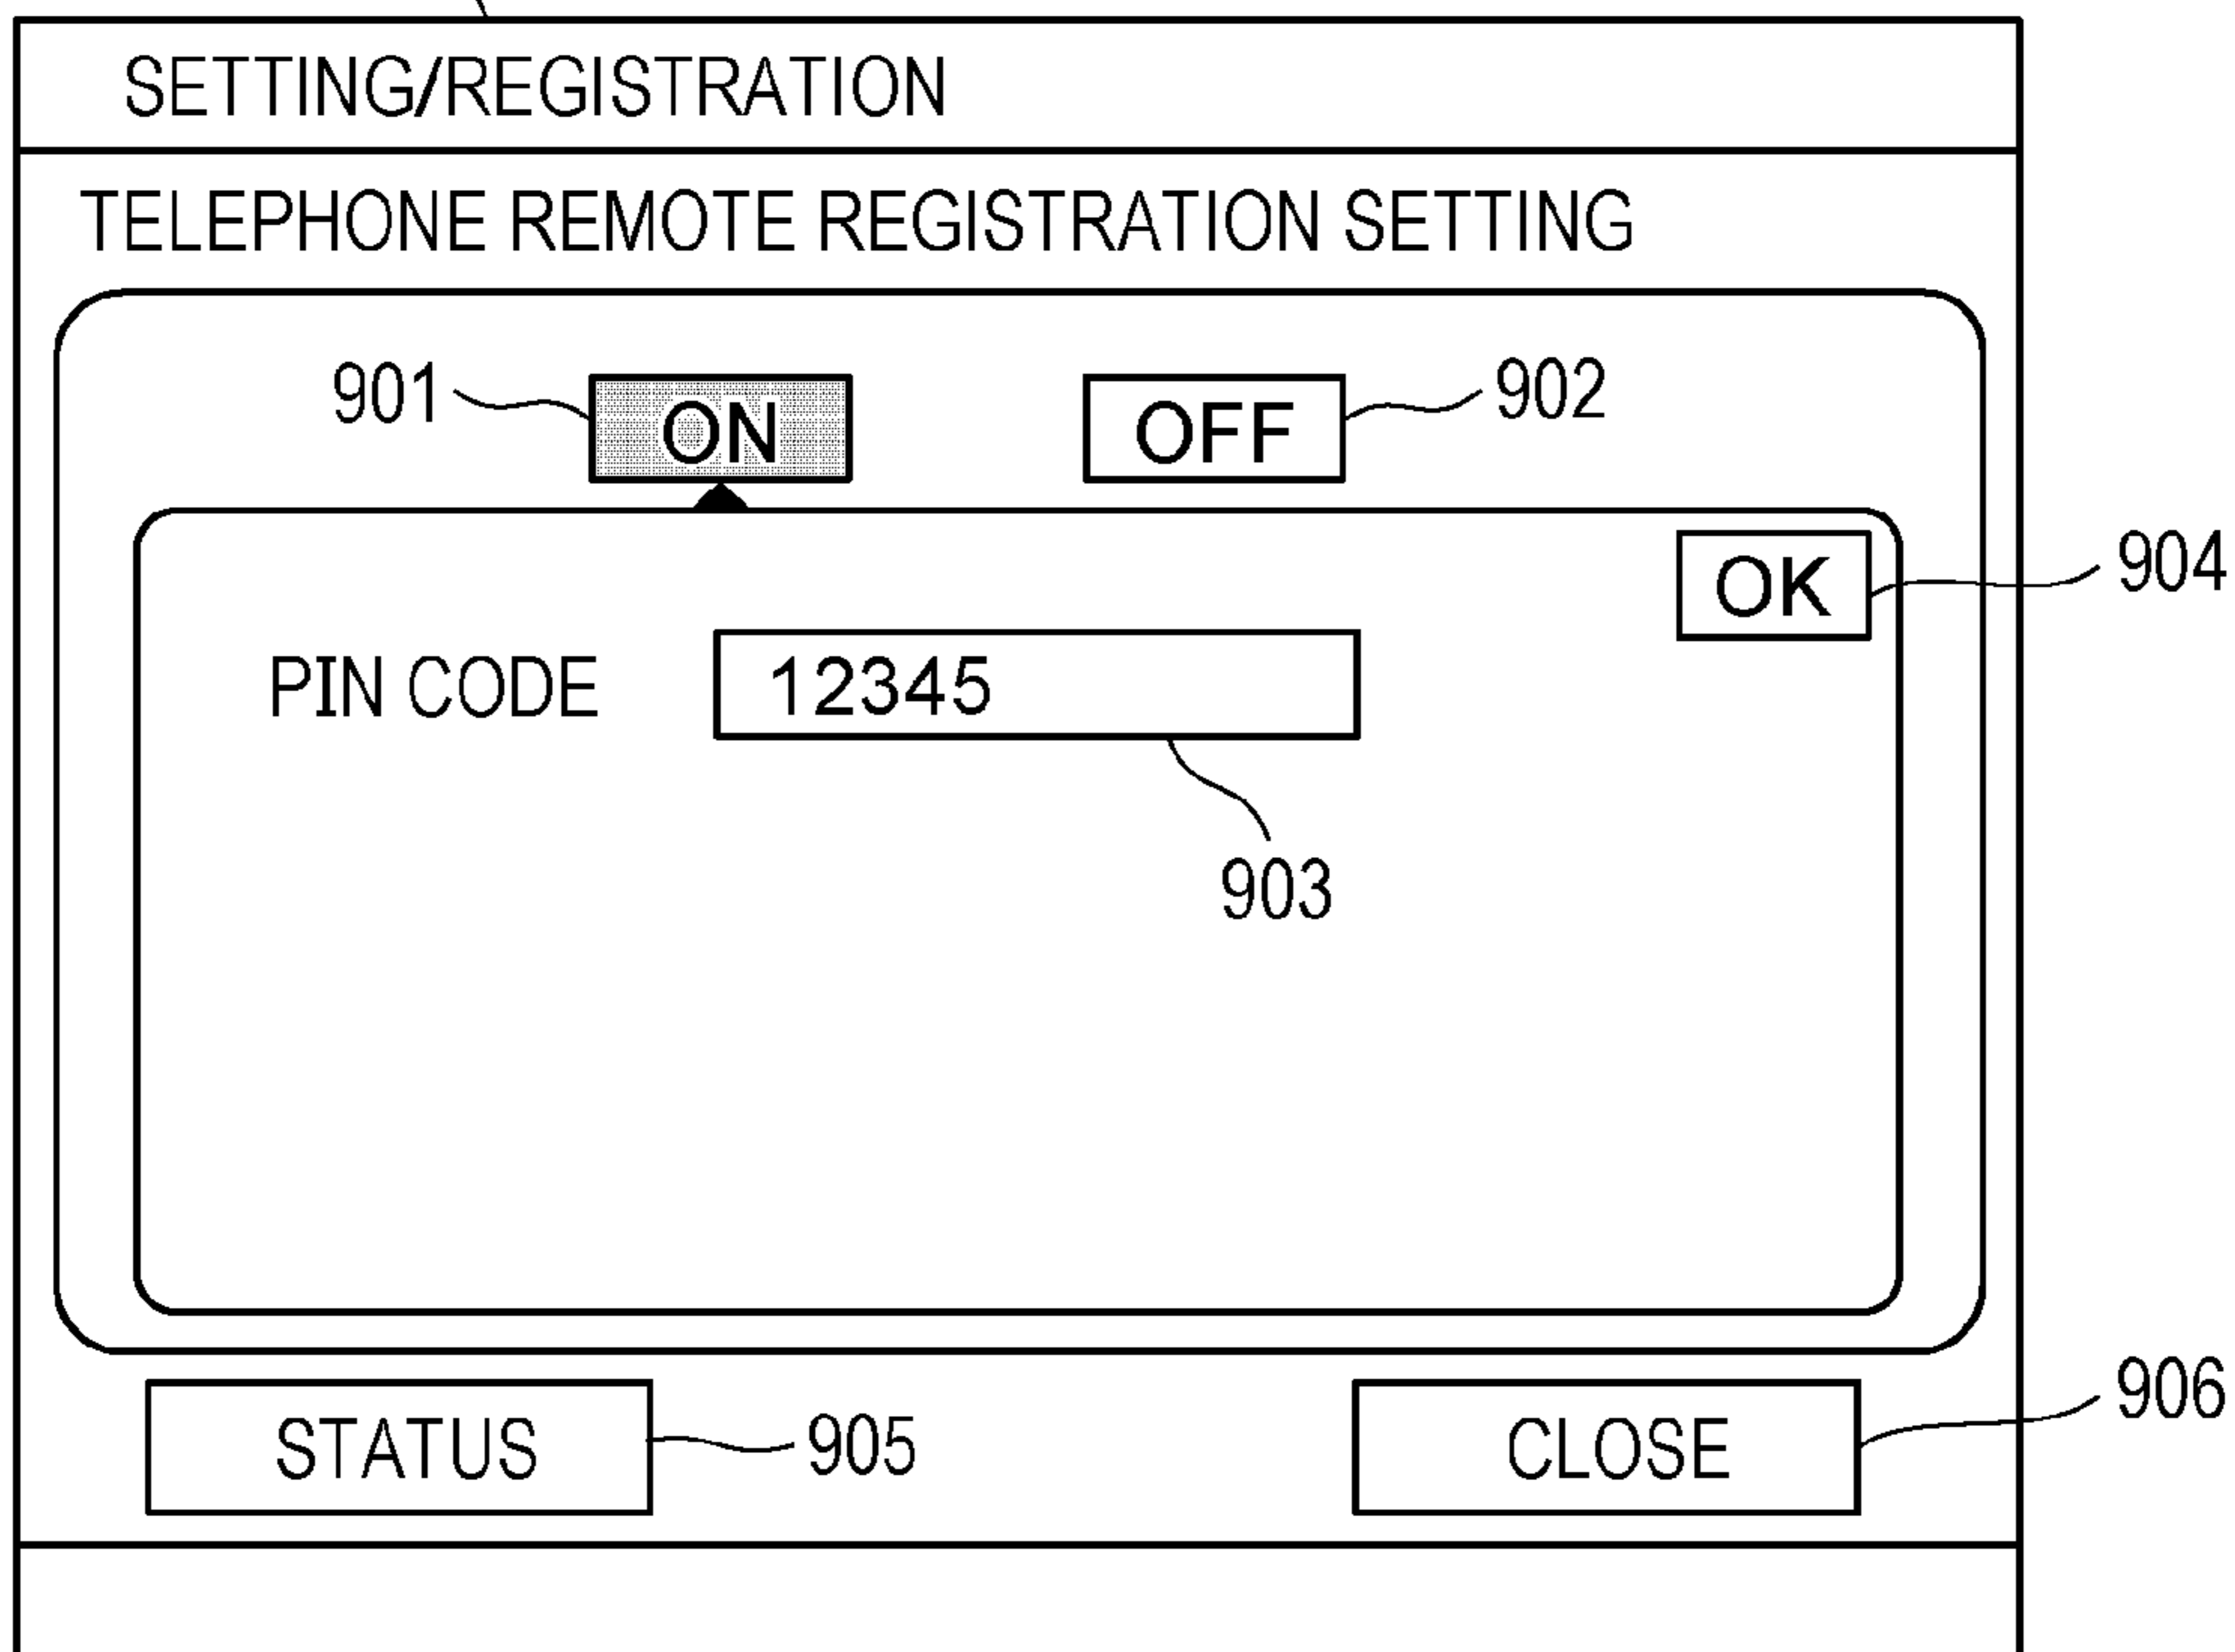 SETTING/REGISTRATION
TELEPHONE REMOTE REGISTRATION SETTING
901 ON OFF 902
OK 904
PIN CODE 12345
903
STATUS 905 CLOSE 906